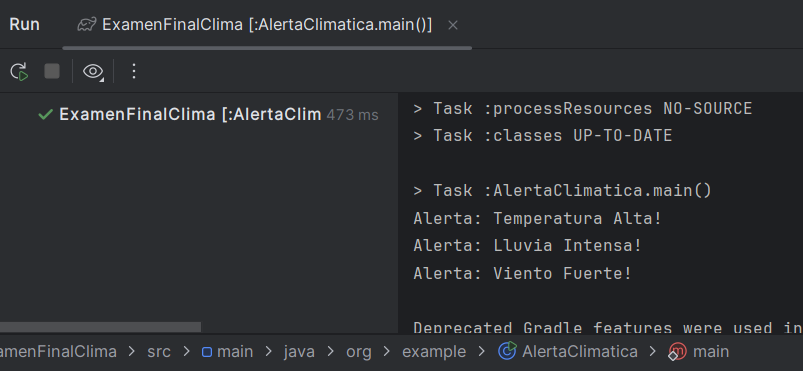 Run ExamenFinalClima [:AlertaClimatica.main()]
ExamenFinalClima [:AlertaClim 473 ms
> Task :processResources NO-SOURCE
> Task :classes UP-TO-DATE
> Task :AlertaClimatica.main()
Alerta: Temperatura Alta!
Alerta: Lluvia Intensa!
Alerta: Viento Fuerte!
Deprecated Gradle features were used in
amenFinalClima > src > main > java > org > example > AlertaClimatica > main